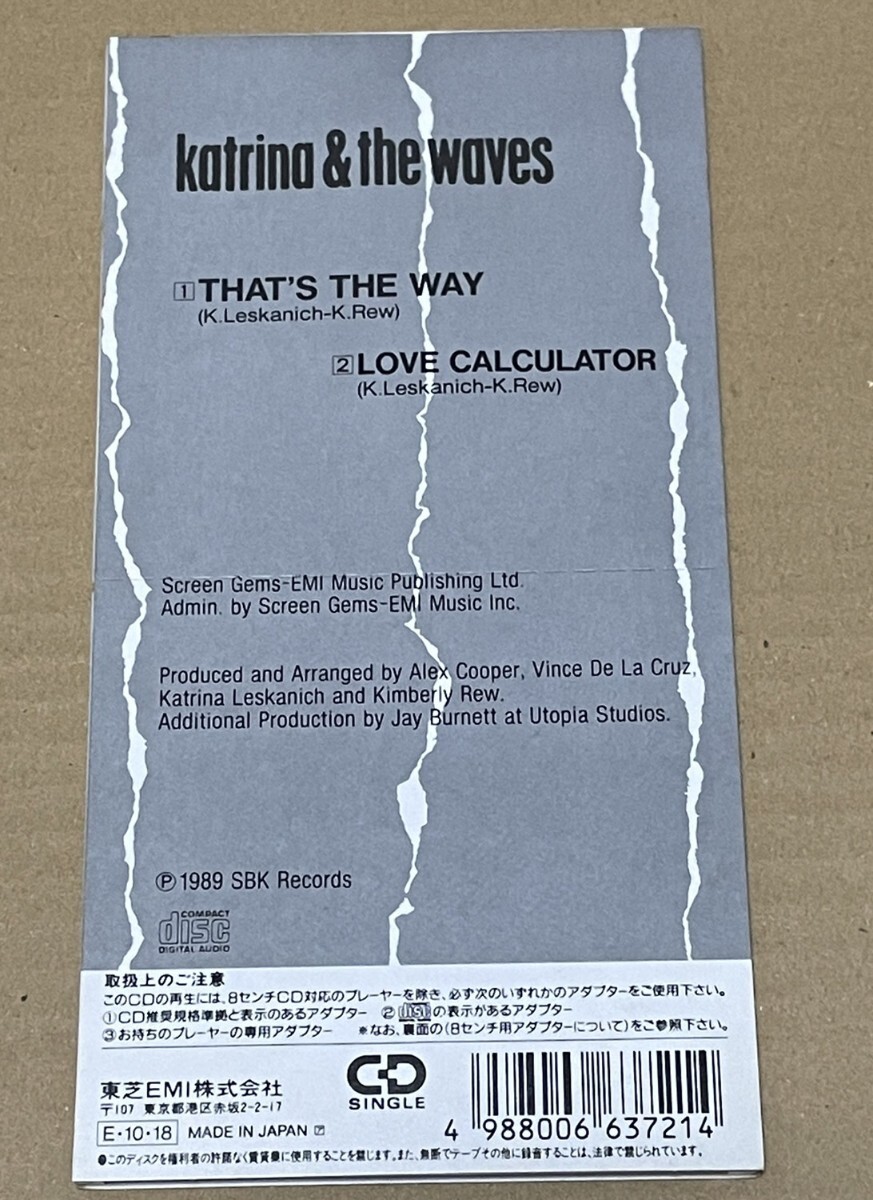 katrina & the waves
1 THAT'S THE WAY
(K.Leskanich-K.Rew)
2 LOVE CALCULATOR
(K.Leskanich-K.Rew)
Screen Gems-EMI Music Publishing Ltd.
Admin. by Screen Gems-EMI Music Inc.
Produced and Arranged by Alex Cooper, Vince De La Cruz,
Katrina Leskanich and Kimberly Rew.
Additional Production by Jay Burnett at Utopia Studios.
Ⓟ1989 SBK Records
COMPACT
disc
DIGITAL AUDIO
取扱上のご注意
このCDの再生には、8センチCD対応のプレーヤーを除き、必ず次のいずれかのアダプターをご使用下さい。
①CD推奨規格準拠と表示のあるアダプター ②disc の表示があるアダプター
③お持ちのプレーヤーの専用アダプター ＊なお、裏面の(8センチ用アダプターについて)をご参照下さい。
東芝EMI株式会社
〒107 東京都港区赤坂2-2-17
E・10・18 MADE IN JAPAN
CD
SINGLE
4 988006 637214
●このディスクを権利者の許諾なく賃貸業に使用することを禁じます。また、無断でテープその他に録音することは、法律で禁じられています。